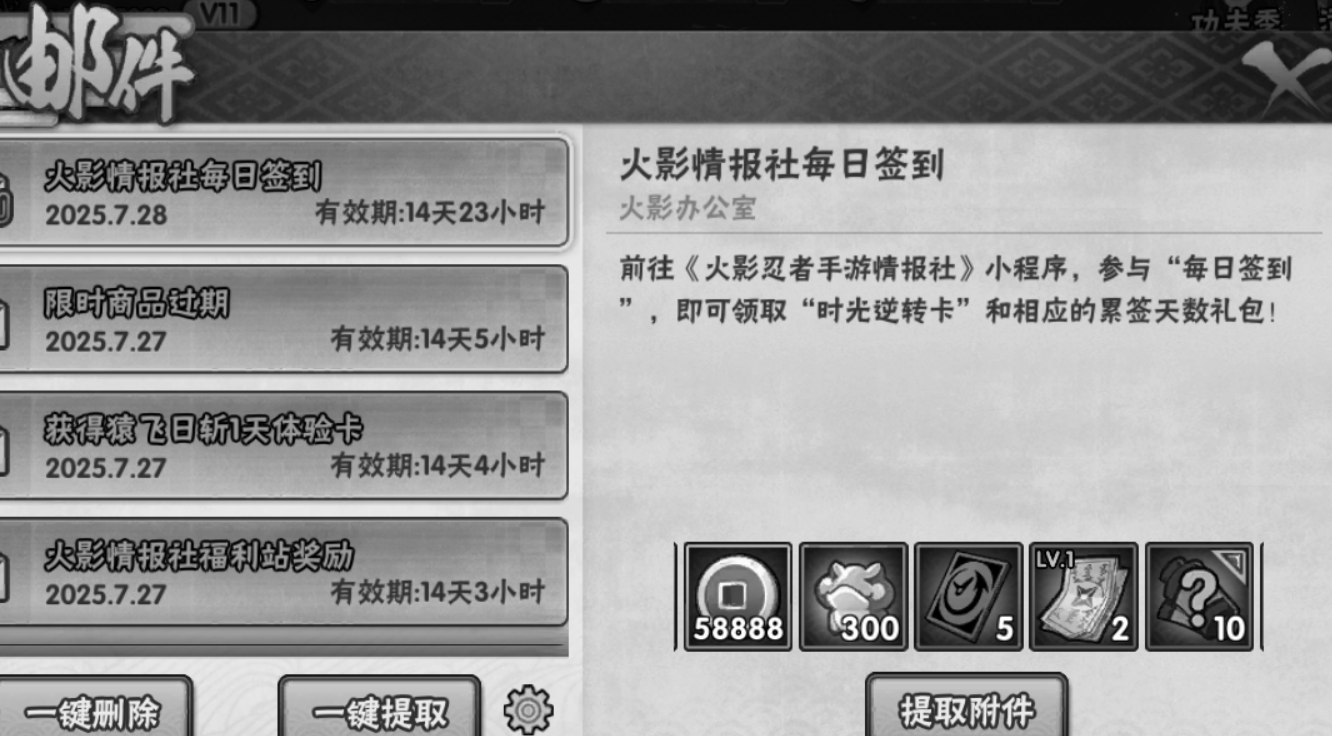 V11
功夫季
邮件
火影情报社每日签到
2025.7.28
有效期:14天23小时
限时商品过期
2025.7.27
有效期:14天5小时
获得猿飞日斩1天体验卡
2025.7.27
有效期:14天4小时
火影情报社福利站奖励
2025.7.27
有效期:14天3小时
一键删除
一键提取
火影情报社每日签到
火影办公室
前往《火影忍者手游情报社》小程序，参与“每日签到
”，即可领取“时光逆转卡”和相应的累签天数礼包！
58888
300
5
LV.1
2
10
提取附件